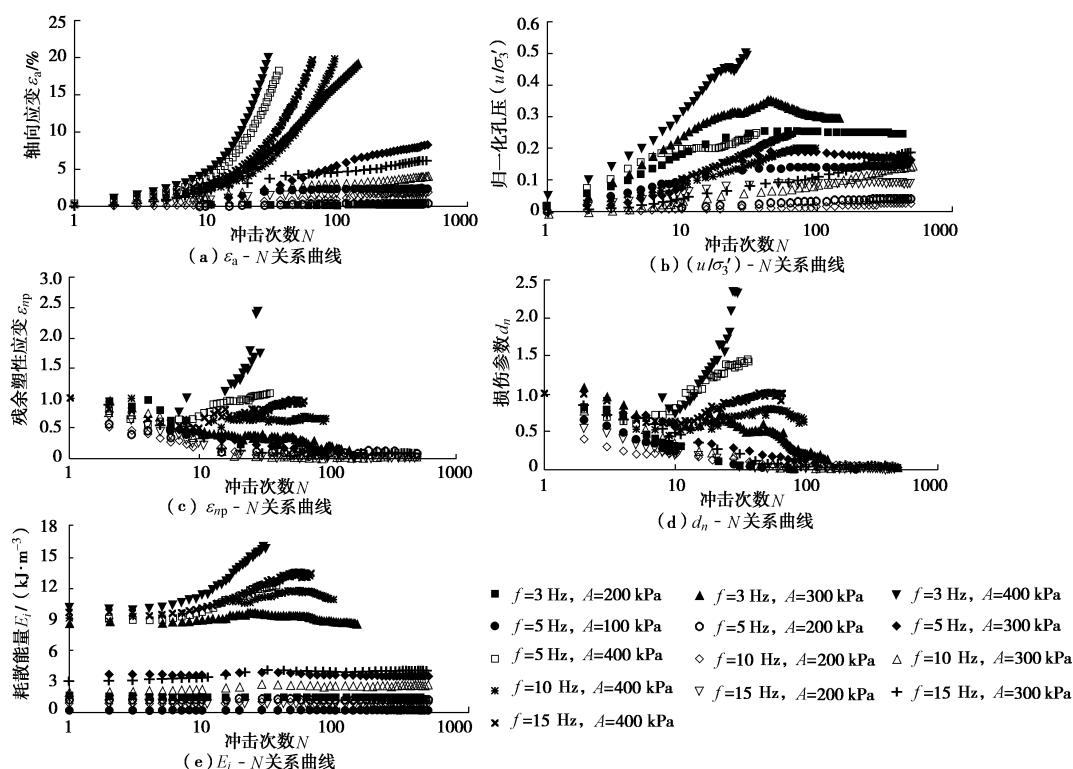 25
20
15
10
5
0
轴向应变 εa/%
1 10 100 1000
冲击次数N
(a) εa - N关系曲线
0.6
0.5
0.4
0.3
0.2
0.1
0
归一化孔压(u/σ3′)
1 10 100 1000
冲击次数N
(b) (u/σ3′) - N关系曲线
3.0
2.5
2.0
1.5
1.0
0.5
0
残余塑性应变 εnp
1 10 100 1000
冲击次数N
(c) εnp - N关系曲线
2.5
2.0
1.5
1.0
0.5
0
损伤参数dn
1 10 100 1000
冲击次数N
(d) dn - N关系曲线
18
15
12
9
6
3
0
耗散能量Ei/(kJ·m−3)
1 10 100 1000
冲击次数N
(e) Ei - N关系曲线
f=3 Hz, A=200 kPa f=3 Hz, A=300 kPa f=3 Hz, A=400 kPa
f=5 Hz, A=100 kPa f=5 Hz, A=200 kPa f=5 Hz, A=300 kPa
f=5 Hz, A=400 kPa f=10 Hz, A=200 kPa f=10 Hz, A=300 kPa
f=10 Hz, A=400 kPa f=15 Hz, A=200 kPa f=15 Hz, A=300 kPa
f=15 Hz, A=400 kPa